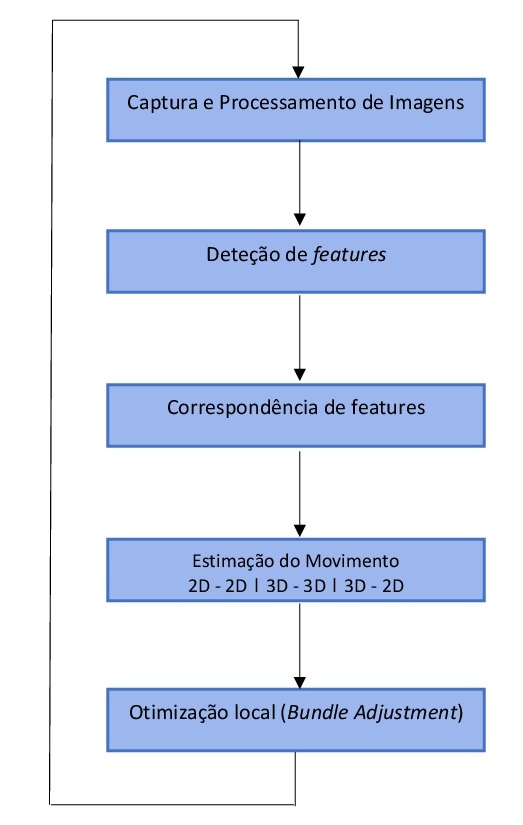 Captura e Processamento de Imagens
Deteção de features
Correspondência de features
Estimação do Movimento
2D - 2D | 3D - 3D | 3D - 2D
Otimização local (Bundle Adjustment)